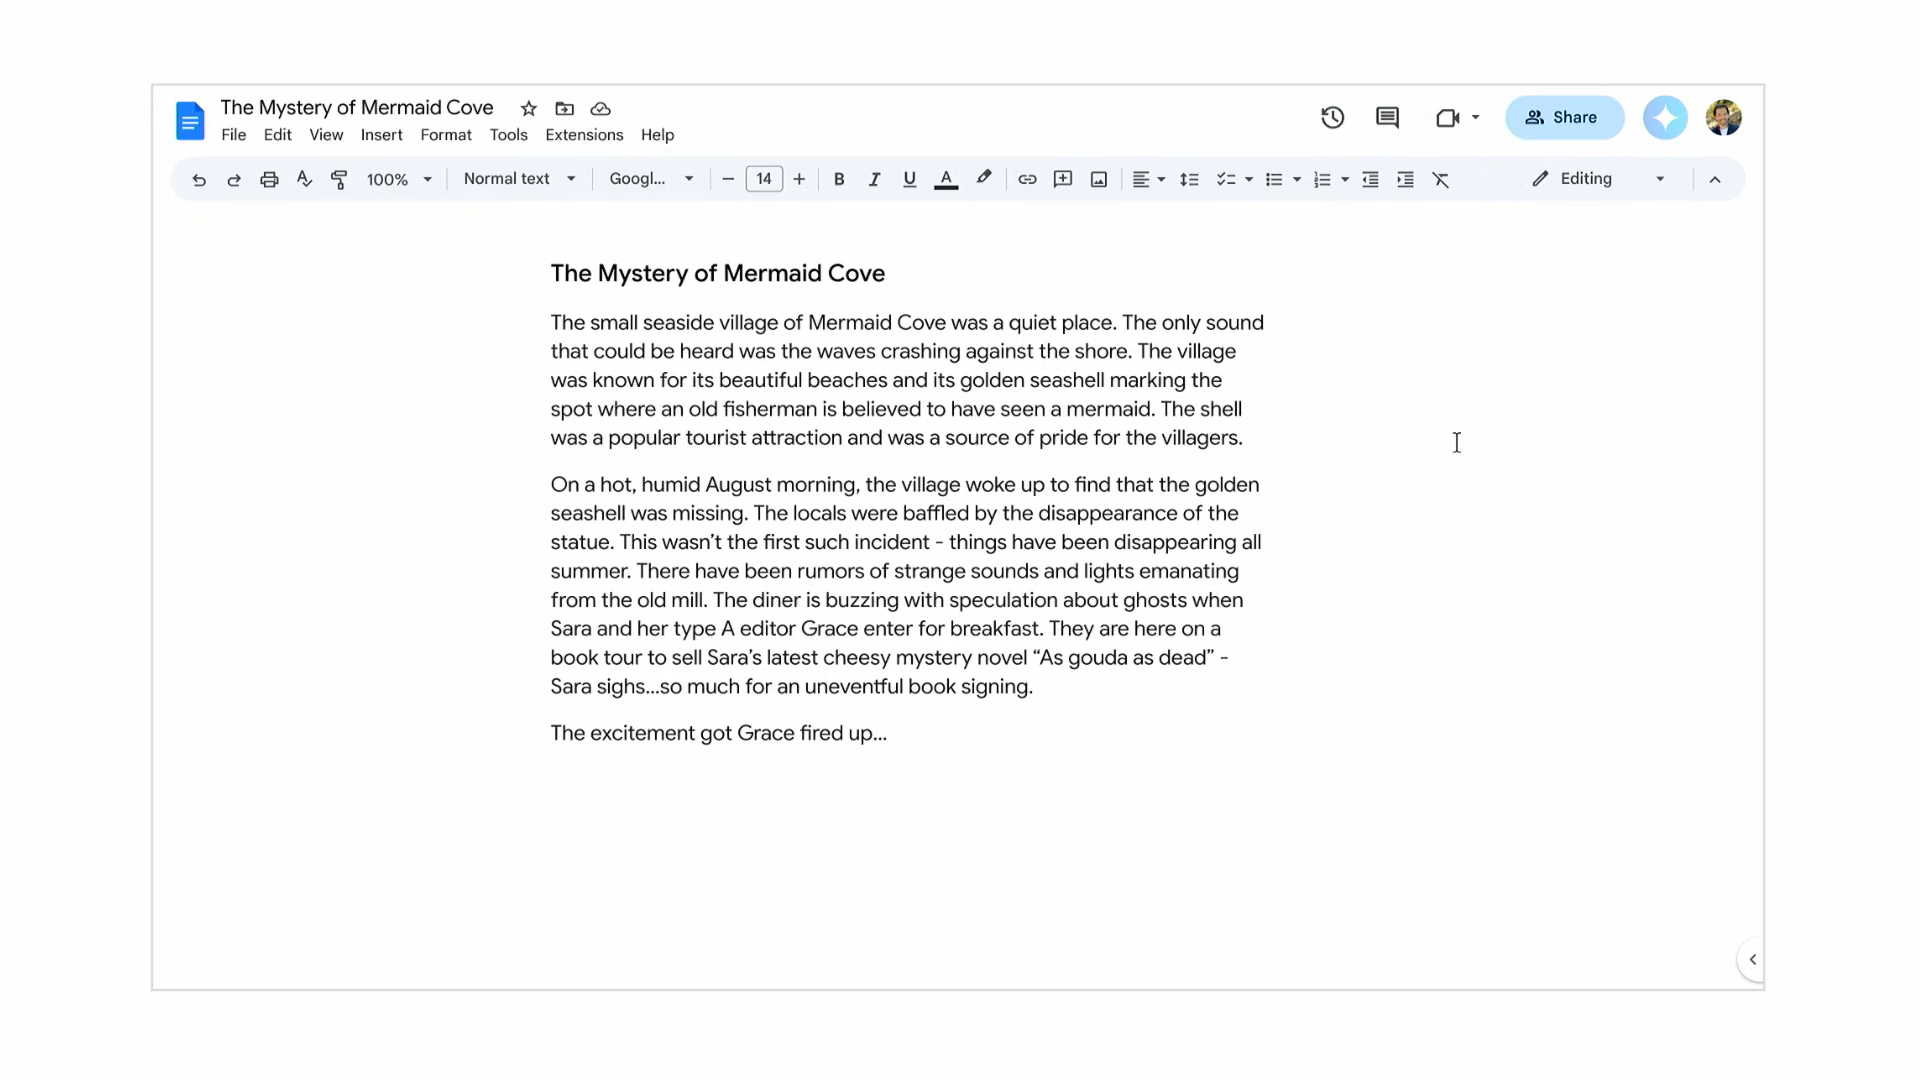 The Mystery of Mermaid Cove
File Edit View Insert Format Tools Extensions Help
Share
100% Normal text Googl... 14 B I U A Editing
The Mystery of Mermaid Cove
The small seaside village of Mermaid Cove was a quiet place. The only sound
that could be heard was the waves crashing against the shore. The village
was known for its beautiful beaches and its golden seashell marking the
spot where an old fisherman is believed to have seen a mermaid. The shell
was a popular tourist attraction and was a source of pride for the villagers.
On a hot, humid August morning, the village woke up to find that the golden
seashell was missing. The locals were baffled by the disappearance of the
statue. This wasn’t the first such incident - things have been disappearing all
summer. There have been rumors of strange sounds and lights emanating
from the old mill. The diner is buzzing with speculation about ghosts when
Sara and her type A editor Grace enter for breakfast. They are here on a
book tour to sell Sara’s latest cheesy mystery novel “As gouda as dead” -
Sara sighs...so much for an uneventful book signing.
The excitement got Grace fired up...